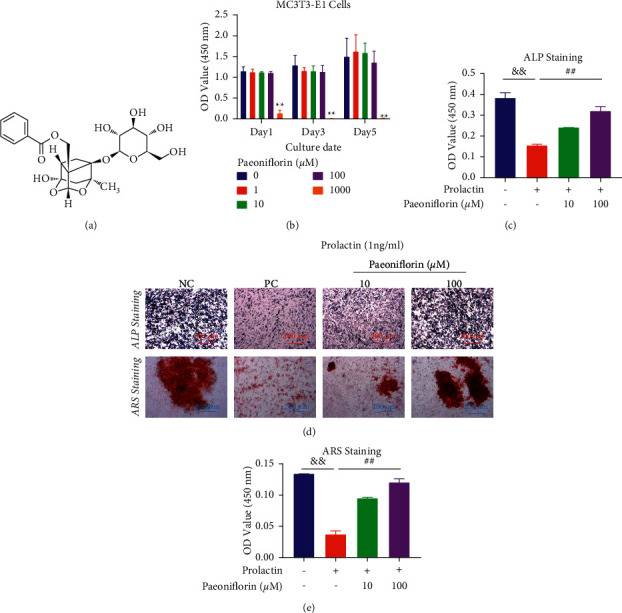 MC3T3-E1 Cells
OD Value (450 nm)
2.5
2.0
1.5
1.0
0.5
0.0
**
**
**
Day1
Day3
Day5
Culture date
Paeoniflorin (μM)
0
1
10
100
1000
O
O
H
HO
O
O
H
CH₃
O
O
HO
OH
OH
OH
(a)
(b)
ALP Staining
&&
##
OD Value (450 nm)
0.5
0.4
0.3
0.2
0.1
0.0
Prolactin
-
+
+
+
Paeoniflorin (μM)
-
-
10
100
(c)
Prolactin (1ng/ml)
Paeoniflorin (μM)
NC
PC
10
100
ALP Staining
ARS Staining
(d)
ARS Staining
&&
##
OD Value (450 nm)
0.15
0.10
0.05
0.00
Prolactin
-
+
+
+
Paeoniflorin (μM)
-
-
10
100
(e)